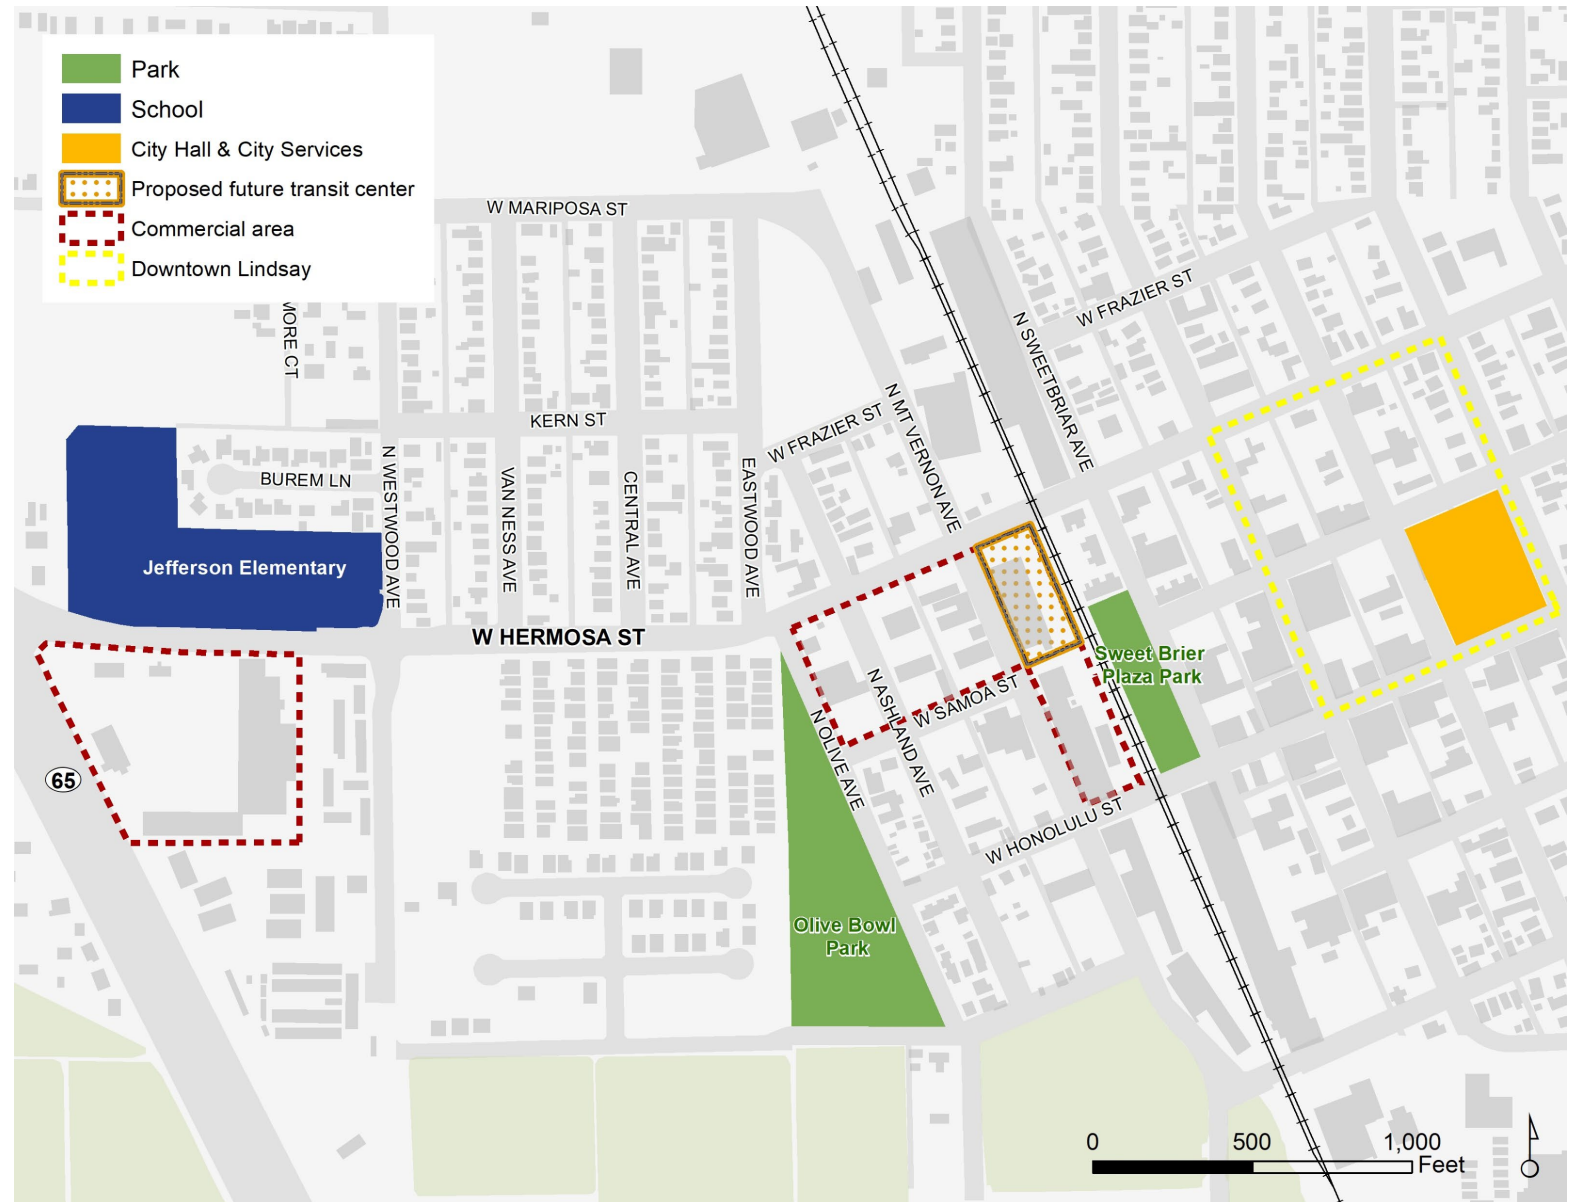 Park
School
City Hall & City Services
Proposed future transit center
Commercial area
Downtown Lindsay
W MARIPOSA ST
MORE CT
W FRAZIER ST
N SWEETBRIAR AVE
KERN ST
W FRAZIER ST
N MT VERNON AVE
BUREM LN
N WESTWOOD AVE
VAN NESS AVE
CENTRAL AVE
EASTWOOD AVE
Jefferson Elementary
W HERMOSA ST
Sweet Brier
Plaza Park
N ASHLAND AVE
W SAMOA ST
N OLIVE AVE
65
W HONOLULU ST
Olive Bowl
Park
0 500 1,000
Feet